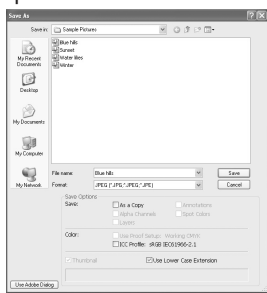 Save As
Save in: Sample Pictures
Blue hills
Sunset
Water lilies
Winter
My Recent
Documents
Desktop
My Documents
My Computer
My Network
File name: Blue hills Save
Format: JPEG (*.JPG;*.JPEG;*.JPE) Cancel
Save Options
Save: As a Copy Annotations
Alpha Channels Spot Colors
Layers
Color: Use Proof Setup: Working CMYK
ICC Profile: sRGB IEC61966-2.1
Thumbnail Use Lower Case Extension
Use Adobe Dialog